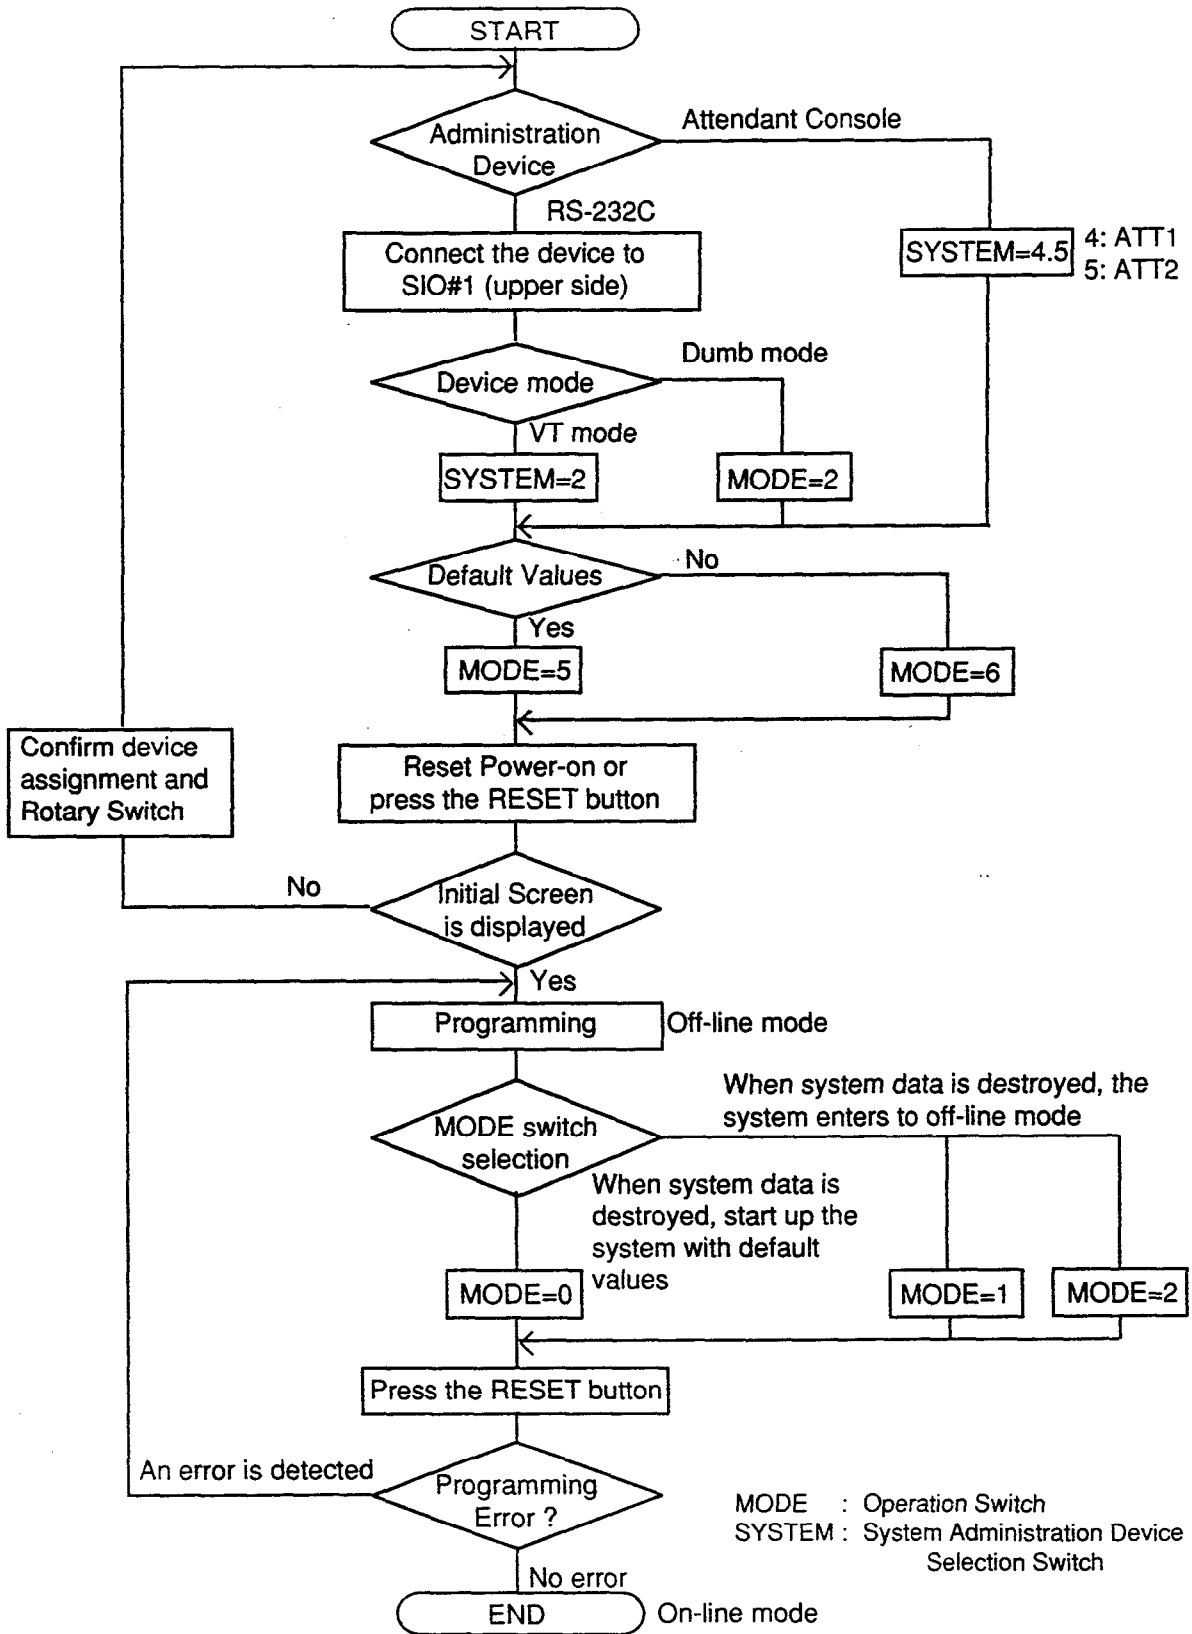 START
Administration
Device
Attendant Console
RS-232C
Connect the device to
SIO#1 (upper side)
SYSTEM=4.5
4: ATT1
5: ATT2
Device mode
Dumb mode
VT mode
SYSTEM=2
MODE=2
Default Values
No
Yes
MODE=5
MODE=6
Confirm device
assignment and
Rotary Switch
Reset Power-on or
press the RESET button
No
Initial Screen
is displayed
Yes
Programming
Off-line mode
MODE switch
selection
When system data is destroyed, the
system enters to off-line mode
When system data is
destroyed, start up the
system with default
values
MODE=0
MODE=1
MODE=2
Press the RESET button
An error is detected
Programming
Error ?
MODE : Operation Switch
SYSTEM : System Administration Device
Selection Switch
No error
END
On-line mode